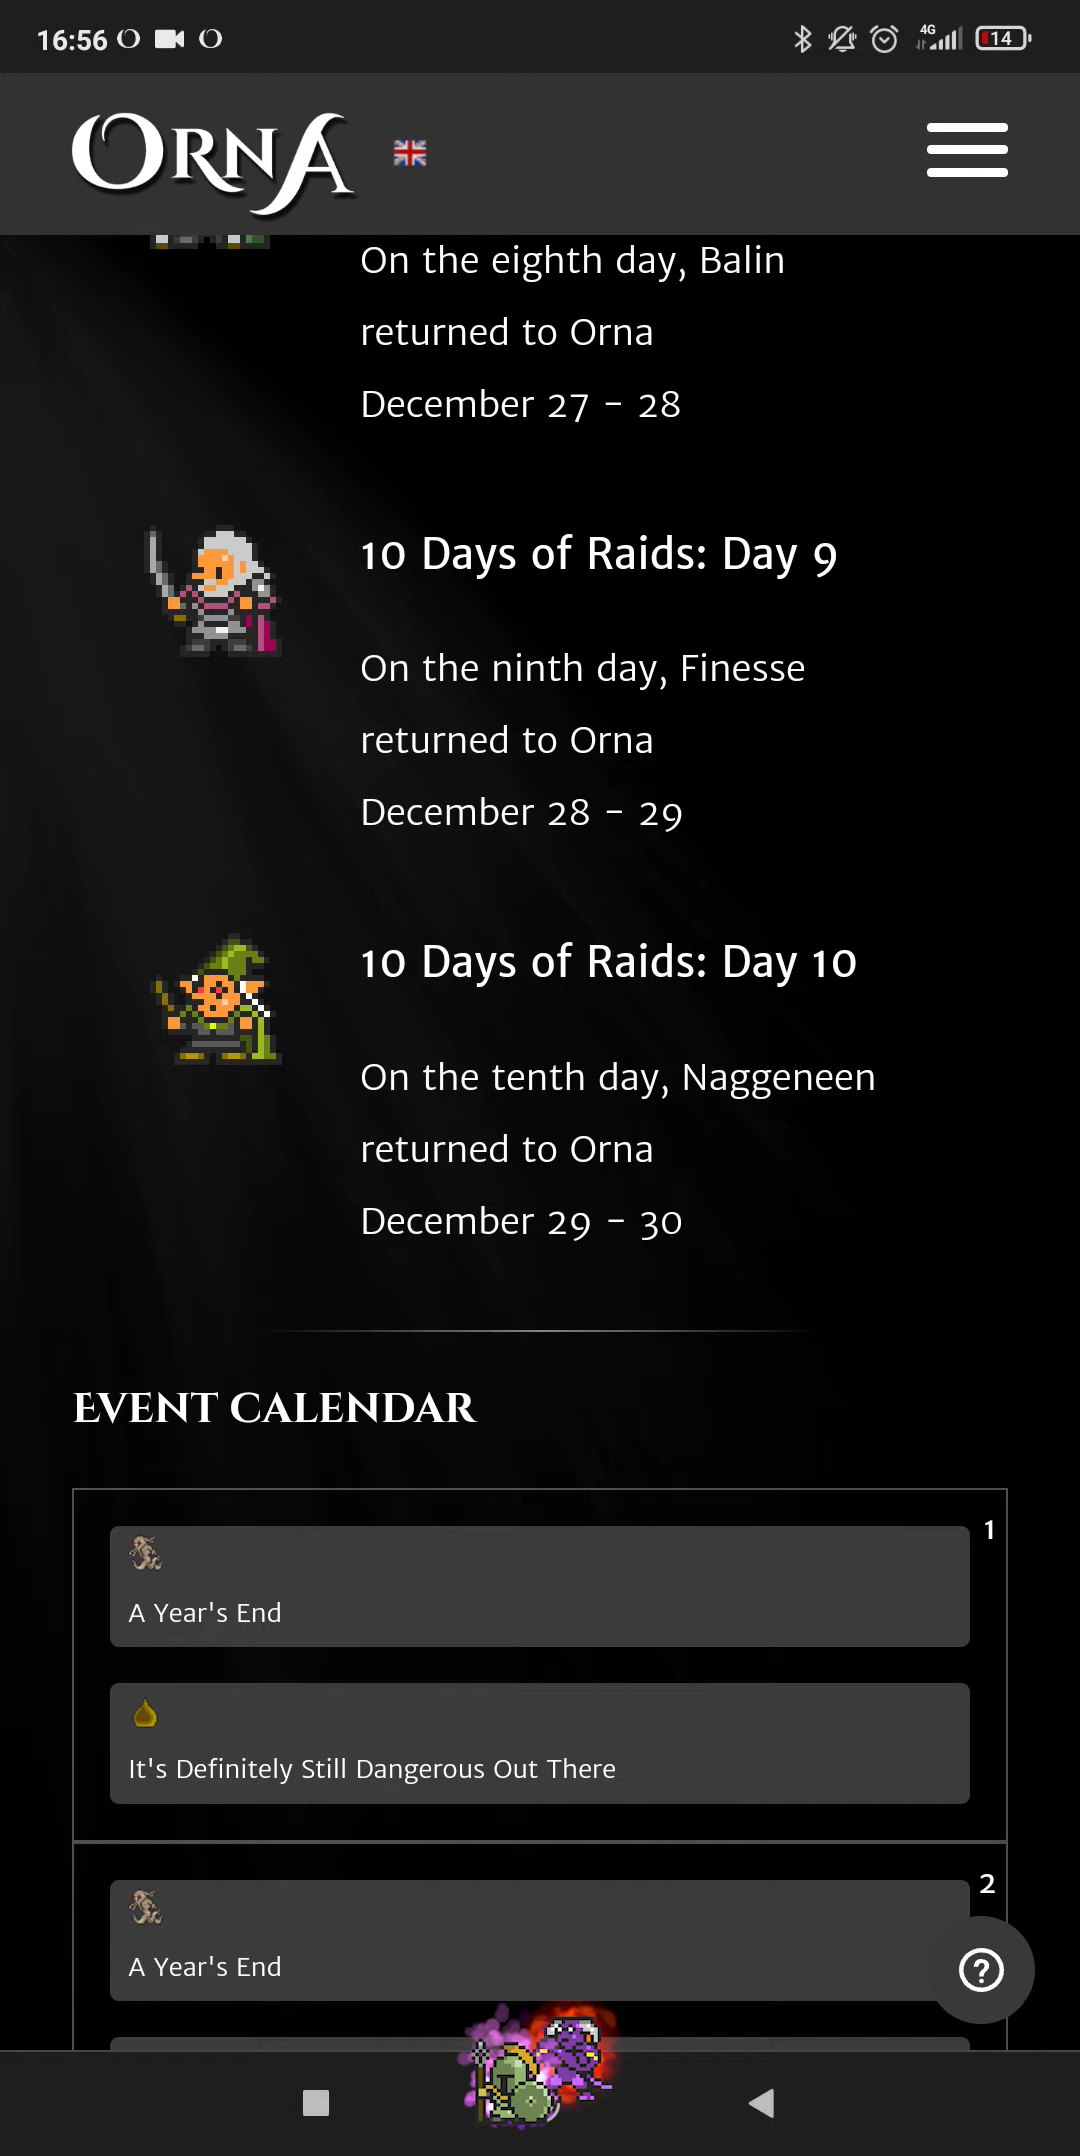 16:56
4G
14
ORNA
On the eighth day, Balin
returned to Orna
December 27 - 28
10 Days of Raids: Day 9
On the ninth day, Finesse
returned to Orna
December 28 - 29
10 Days of Raids: Day 10
On the tenth day, Naggeneen
returned to Orna
December 29 - 30
EVENT CALENDAR
1
A Year's End
It's Definitely Still Dangerous Out There
2
A Year's End
?